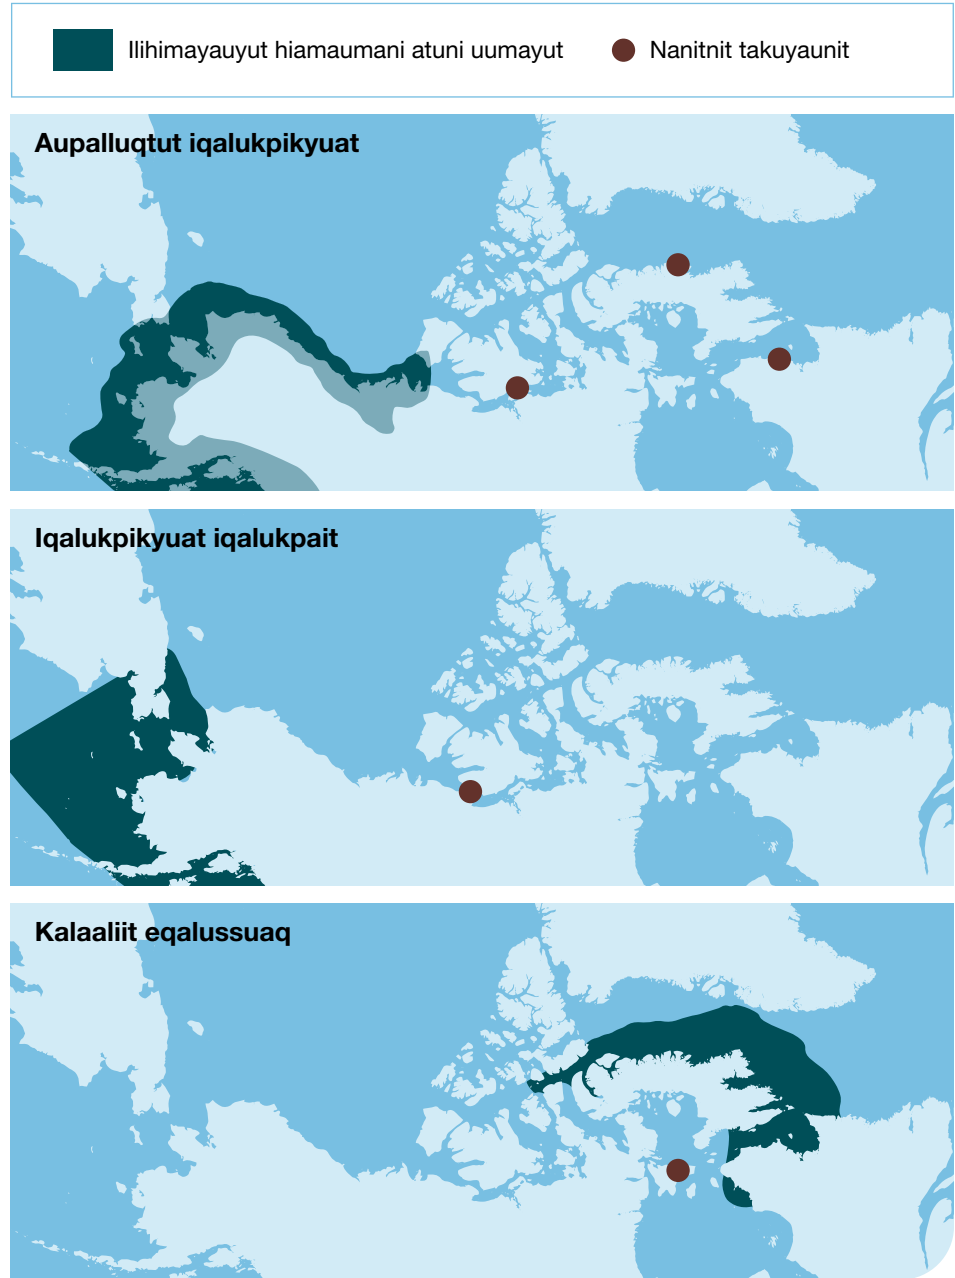 Ilihimayauyut hiamaumani atuni uumayut
Nanitnit takuyaunit
Aupalluqtut iqalukpikyuat
Iqalukpikyuat iqalukpait
Kalaaliit eqalussuaq